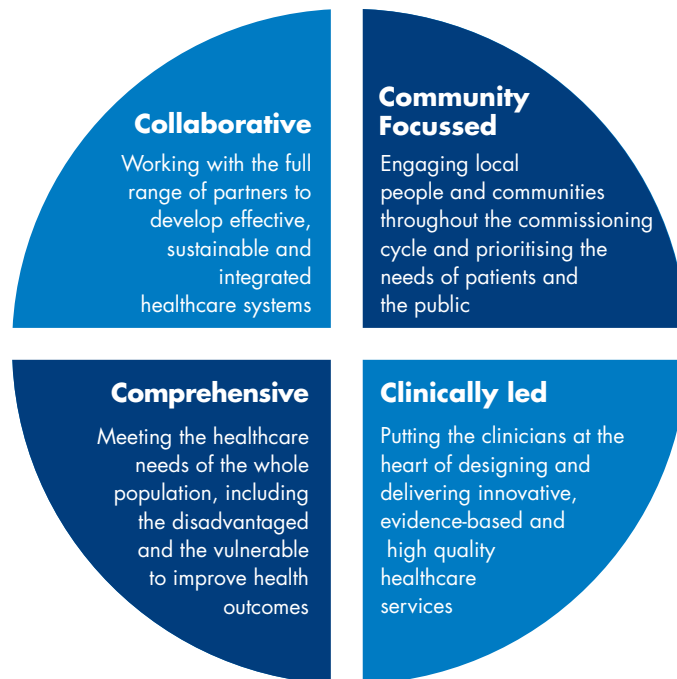 Collaborative
Working with the full
range of partners to
develop effective,
sustainable and
integrated
healthcare systems
Community
Focussed
Engaging local
people and communities
throughout the commissioning
cycle and prioritising the
needs of patients and
the public
Comprehensive
Meeting the healthcare
needs of the whole
population, including
the disadvantaged
and the vulnerable
to improve health
outcomes
Clinically led
Putting the clinicians at the
heart of designing and
delivering innovative,
evidence-based and
high quality
healthcare
services